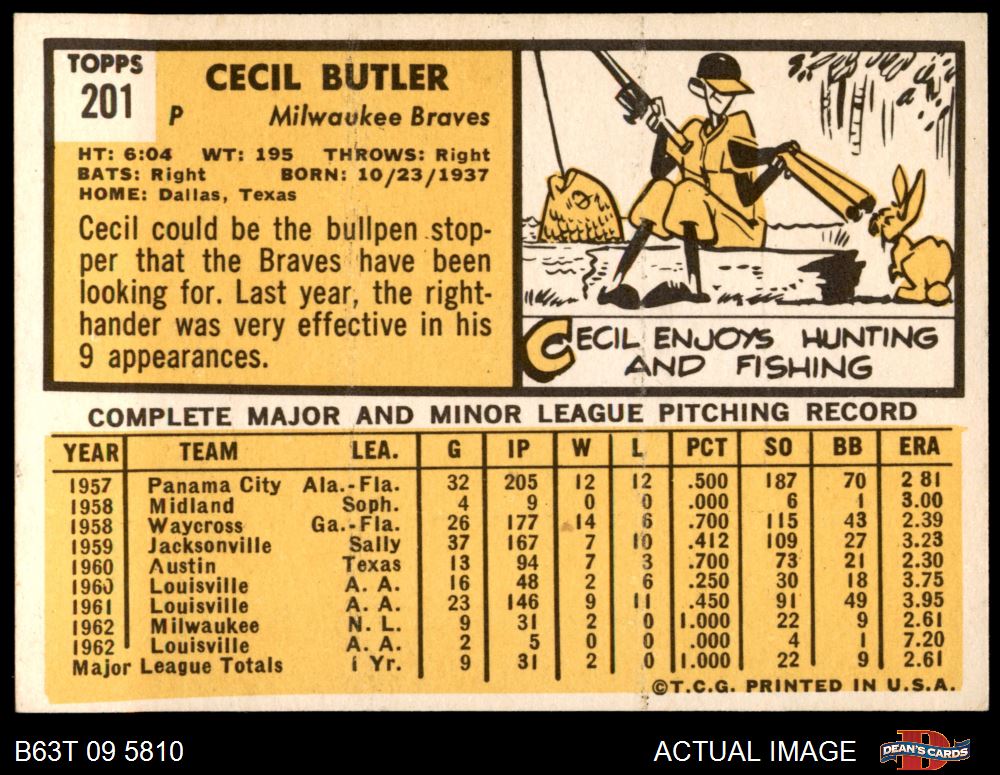 TOPPS
201
CECIL BUTLER
P Milwaukee Braves
HT: 6:04 WT: 195 THROWS: Right
BATS: Right BORN: 10/23/1937
HOME: Dallas, Texas
Cecil could be the bullpen stop-
per that the Braves have been
looking for. Last year, the right-
hander was very effective in his
9 appearances.
CECIL ENJOYS HUNTING
AND FISHING
COMPLETE MAJOR AND MINOR LEAGUE PITCHING RECORD
YEAR TEAM LEA. G IP W L PCT SO BB ERA
1957 Panama City Ala.-Fla. 32 205 12 12 .500 187 70 2 81
1958 Midland Soph. 4 9 0 0 .000 6 1 3.00
1958 Waycross Ga.-Fla. 26 177 14 6 .700 115 43 2.39
1959 Jacksonville Sally 37 167 7 10 .412 109 27 3.23
1960 Austin Texas 13 94 7 3 .700 73 21 2.30
1960 Louisville A. A. 16 48 2 6 .250 30 18 3.75
1961 Louisville A. A. 23 146 9 11 .450 91 49 3.95
1962 Milwaukee N. L. 9 31 2 0 1.000 22 9 2.61
1962 Louisville A. A. 2 5 0 0 .000 4 1 7.20
Major League Totals 1 Yr. 9 31 2 0 1.000 22 9 2.61
©T.C.G. PRINTED IN U.S.A.
B63T 09 5810 ACTUAL IMAGE DEAN'S CARDS